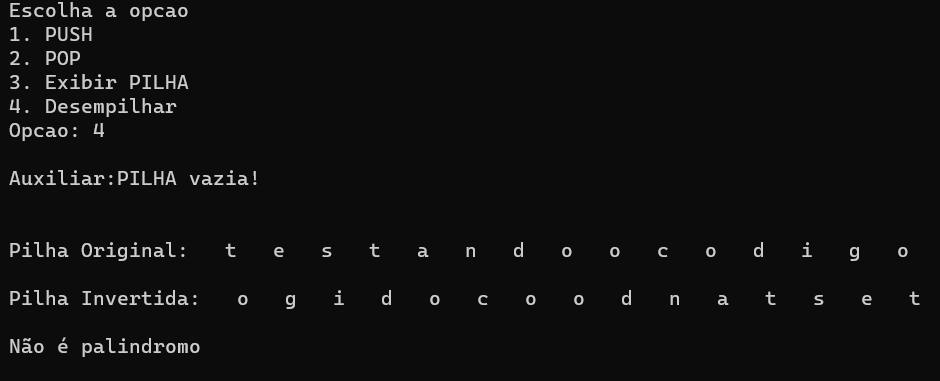 Escolha a opcao
1. PUSH
2. POP
3. Exibir PILHA
4. Desempilhar
Opcao: 4
Auxiliar:PILHA vazia!
Pilha Original:   t   e   s   t   a   n   d   o   o   c   o   d   i   g   o
Pilha Invertida:   o   g   i   d   o   c   o   o   d   n   a   t   s   e   t
Não é palindromo